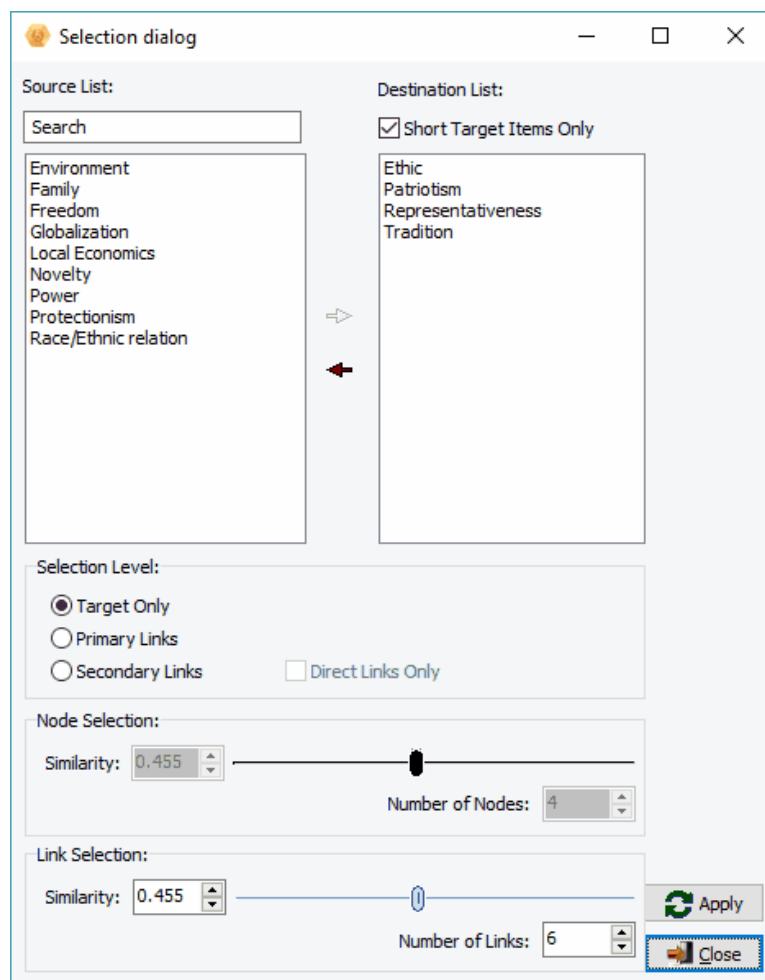 Selection dialog
Source List:
Destination List:
Search
Short Target Items Only
Environment
Family
Freedom
Globalization
Local Economics
Novelty
Power
Protectionism
Race/Ethnic relation
Ethic
Patriotism
Representativeness
Tradition
Selection Level:
Target Only
Primary Links
Secondary Links
Direct Links Only
Node Selection:
Similarity: 0.455
Number of Nodes: 4
Link Selection:
Similarity: 0.455
Number of Links: 6
Apply
Close